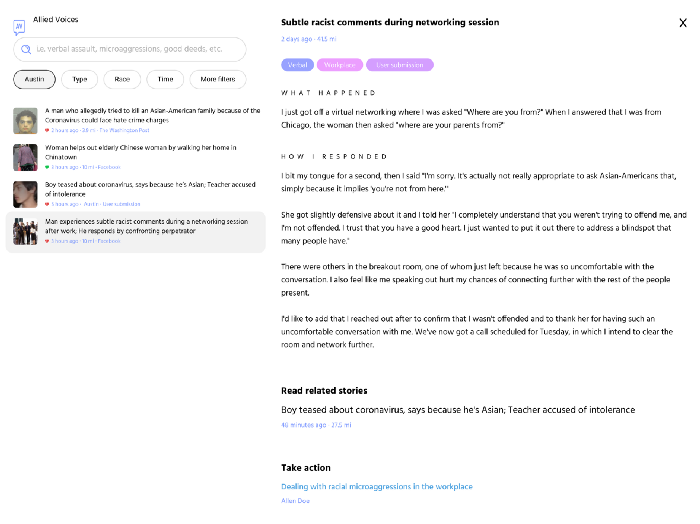 Allied Voices
AV
i.e. verbal assault, microaggressions, good deeds, etc.
Austin
Type
Race
Time
More filters
A man who allegedly tried to kill an Asian-American family because of the
Coronavirus could face hate crime charges
2 hours ago · 0.8 mi · The Washington Post
Woman helps out elderly Chinese woman by walking her home in
Chinatown
5 hours ago · 10 mi · Facebook
Boy teased about coronavirus, says because he's Asian; Teacher accused
of intolerance
5 hours ago · Austin · User submission
Man experiences subtle racist comments during a networking session
after work; He responds by confronting perpetrator
5 hours ago · 10 mi · Facebook
Subtle racist comments during networking session
X
2 days ago · 41.5 mi
Verbal
Workplace
User submission
WHAT HAPPENED
I just got off a virtual networking where I was asked "Where are you from?" When I answered that I was from
Chicago, the woman then asked "where are your parents from?"
HOW I RESPONDED
I bit my tongue for a second, then I said "I'm sorry. It's actually not really appropriate to ask Asian-Americans that,
simply because it implies 'you're not from here.'"
She got slightly defensive about it and I told her "I completely understand that you weren't trying to offend me, and
I'm not offended. I trust that you have a good heart. I just wanted to put it out there to address a blindspot that
many people have."
There were others in the breakout room, one of whom just left because was so uncomfortable with the
conversation. I also feel like me speaking out hurt my chances of connecting further with the rest of the people
present.
I'd like to add that I reached out after to confirm that I wasn't offended and to thank her for having such an
uncomfortable conversation with me. We've now got a call scheduled for Tuesday, in which I intend to clear the
room and network further.
Read related stories
Boy teased about coronavirus, says because he's Asian; Teacher accused of intolerance
46 minutes ago · 27.5 mi
Take action
Dealing with racial microaggressions in the workplace
Allen Doe